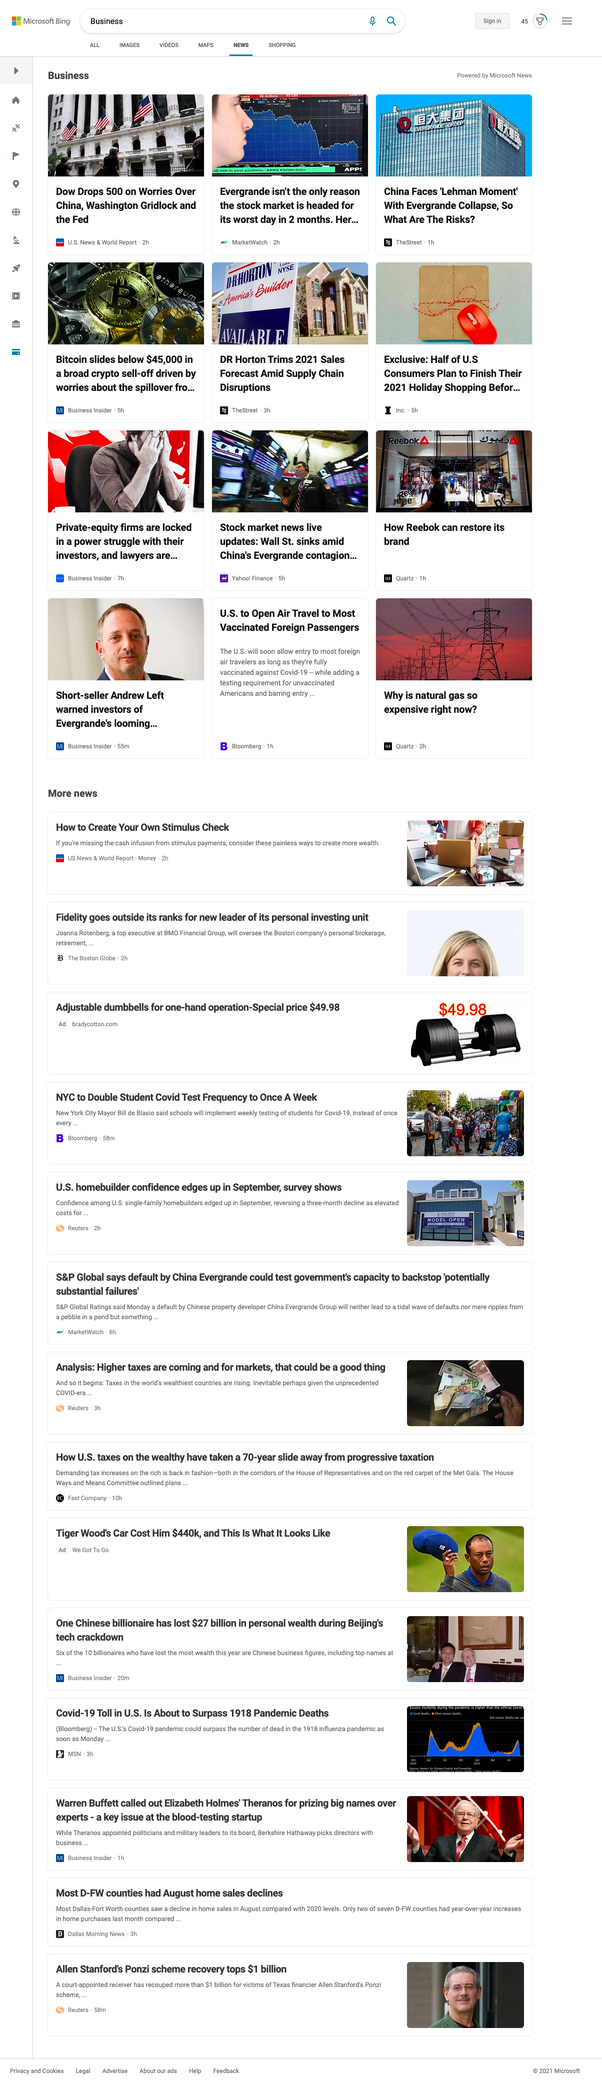 Microsoft Bing
Business
Sign in
45
ALL
IMAGES
VIDEOS
MAPS
NEWS
SHOPPING
Business
Powered by Microsoft News
Dow Drops 500 on Worries Over
China, Washington Gridlock and
the Fed
U.S. News & World Report · 2h
APP
Evergrande isn't the only reason
the stock market is headed for
its worst day in 2 months. Her...
MarketWatch · 2h
恒大集团
EVERGRANDE GROUP
China Faces 'Lehman Moment'
With Evergrande Collapse, So
What Are The Risks?
TheStreet · 1h
ethereum
Bitcoin slides below $45,000 in
a broad crypto sell-off driven by
worries about the spillover fro...
Business Insider · 5h
D·R·HORTON
NYSE
America's Builder
AVAILABLE
DR Horton Trims 2021 Sales
Forecast Amid Supply Chain
Disruptions
TheStreet · 3h
Exclusive: Half of U.S
Consumers Plan to Finish Their
2021 Holiday Shopping Befor...
Inc. · 5h
Private-equity firms are locked
in a power struggle with their
investors, and lawyers are...
Business Insider · 7h
Stock market news live
updates: Wall St. sinks amid
China's Evergrande contagion...
Yahoo! Finance · 5h
Reebok
ريبوك
How Reebok can restore its
brand
Quartz · 1h
Short-seller Andrew Left
warned investors of
Evergrande's looming...
Business Insider · 55m
U.S. to Open Air Travel to Most
Vaccinated Foreign Passengers
The U.S. will soon allow entry to most foreign
air travelers as long as they're fully
vaccinated against Covid-19 -- while adding a
testing requirement for unvaccinated
Americans and barring entry ...
Bloomberg · 1h
Why is natural gas so
expensive right now?
Quartz · 2h
More news
How to Create Your Own Stimulus Check
If you're missing the cash infusion from stimulus payments, consider these painless ways to create more wealth.
US News & World Report - Money · 2h
Fidelity goes outside its ranks for new leader of its personal investing unit
Joanna Rotenberg, a top executive at BMO Financial Group, will oversee the Boston company's personal brokerage,
retirement, ...
The Boston Globe · 2h
Adjustable dumbbells for one-hand operation-Special price $49.98
Ad bradycotton.com
$49.98
NYC to Double Student Covid Test Frequency to Once A Week
New York City Mayor Bill de Blasio said schools will implement weekly testing of students for Covid-19, instead of once
every ...
Bloomberg · 58m
U.S. homebuilder confidence edges up in September, survey shows
Confidence among U.S. single-family homebuilders edged up in September, reversing a three-month decline as elevated
costs for ...
Reuters · 2h
MODEL OPEN
S&P Global says default by China Evergrande could test government's capacity to backstop 'potentially
substantial failures'
S&P Global Ratings said Monday a default by Chinese property developer China Evergrande Group will neither lead to a tidal wave of defaults nor mere ripples from
a pebble in a pond but something ...
MarketWatch · 6h
Analysis: Higher taxes are coming and for markets, that could be a good thing
And so it begins: Taxes in the world's wealthiest countries are rising. Inevitable perhaps given the unprecedented
COVID-era ...
Reuters · 3h
How U.S. taxes on the wealthy have taken a 70-year slide away from progressive taxation
Demanding tax increases on the rich is back in fashion—both in the corridors of the House of Representatives and on the red carpet of the Met Gala. The House
Ways and Means Committee outlined plans ...
Fast Company · 10h
Tiger Wood's Car Cost Him $440k, and This Is What It Looks Like
Ad We Got To Go
One Chinese billionaire has lost $27 billion in personal wealth during Beijing's
tech crackdown
Six of the 10 billionaires who have lost the most wealth this year are Chinese business figures, including top names at
...
Business Insider · 20m
Covid-19 Toll in U.S. Is About to Surpass 1918 Pandemic Deaths
(Bloomberg) -- The U.S.'s Covid-19 pandemic could surpass the number of dead in the 1918 influenza pandemic as
soon as Monday ...
MSN · 3h
Warren Buffett called out Elizabeth Holmes' Theranos for prizing big names over
experts - a key issue at the blood-testing startup
While Theranos appointed politicians and military leaders to its board, Berkshire Hathaway picks directors with
business ...
Business Insider · 1h
Most D-FW counties had August home sales declines
Most Dallas-Fort Worth counties saw a decline in home sales in August compared with 2020 levels. Only two of seven D-FW counties had year-over-year increases
in home purchases last month compared ...
Dallas Morning News · 3h
Allen Stanford's Ponzi scheme recovery tops $1 billion
A court-appointed receiver has recouped more than $1 billion for victims of Texas financier Allen Stanford's Ponzi
scheme, ...
Reuters · 58m
Privacy and Cookies
Legal
Advertise
About our ads
Help
Feedback
© 2021 Microsoft